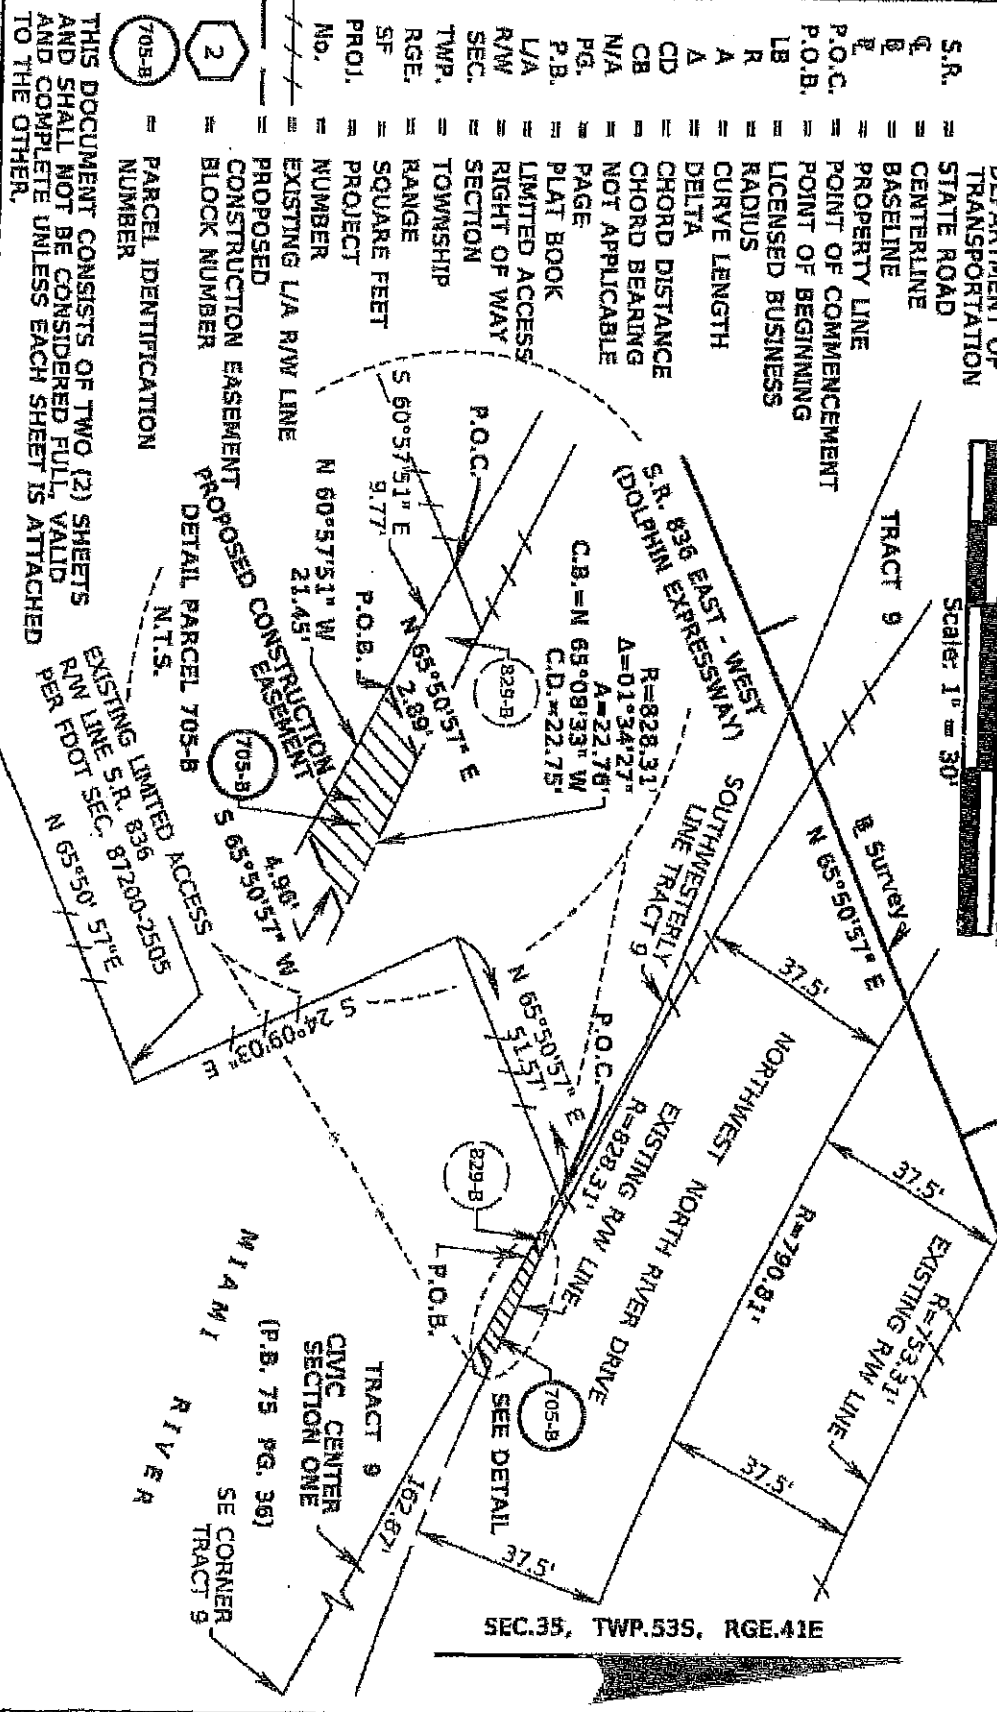 DEPARTMENT OF
TRANSPORTATION
S.R. = STATE ROAD
℄ = CENTERLINE
= BASELINE
= PROPERTY LINE
P.O.C. = POINT OF COMMENCEMENT
P.O.B. = POINT OF BEGINNING
LB = LICENSED BUSINESS
R = RADIUS
A = CURVE LENGTH
Δ = DELTA
CD = CHORD DISTANCE
CB = CHORD BEARING
N/A = NOT APPLICABLE
PG. = PAGE
P.B. = PLAT BOOK
L/A = LIMITED ACCESS
R/W = RIGHT OF WAY
SEC. = SECTION
TWP. = TOWNSHIP
RGE. = RANGE
SF = SQUARE FEET
PROJ. = PROJECT
No. = NUMBER
= EXISTING L/A R/W LINE
= PROPOSED
CONSTRUCTION EASEMENT
2 = BLOCK NUMBER
705-B = PARCEL IDENTIFICATION
NUMBER
THIS DOCUMENT CONSISTS OF TWO (2) SHEETS
AND SHALL NOT BE CONSIDERED FULL, VALID
AND COMPLETE UNLESS EACH SHEET IS ATTACHED
TO THE OTHER.
Scale: 1" = 30'
TRACT 9
Survey
N 65°50'57" E
S.R. 836 EAST - WEST
(DOLPHIN EXPRESSWAY)
R=828.31'
Δ=01°34'27"
A=22.76'
C.B.=N 65°08'33" W
C.D.=22.75'
P.O.C.
S 60°57'51" E
9.77'
N 65°50'57" E
2.89'
829-B
P.O.B.
N 60°57'51" W
21.45'
PROPOSED CONSTRUCTION
EASEMENT
705-B
4.96'
S 65°50'57" W
DETAIL PARCEL 705-B
N.T.S.
EXISTING LIMITED ACCESS
R/W LINE S.R. 836
PER FDOT SEC. 87200-2505
N 65°50' 57"E
S 24°09'03" E
N 65°50'57" E
51.57'
SOUTHWESTERLY
LINE TRACT 9
P.O.C.
37.5'
37.5'
37.5'
37.5'
NORTHWEST NORTH RIVER DRIVE
EXISTING R/W LINE
R=828.31'
R=790.81'
EXISTING R/W LINE
R=753.31'
829-B
P.O.B.
705-B
SEE DETAIL
TRACT 9
CIVIC CENTER
SECTION ONE
(P.B. 75 PG. 36)
162.67'
SE CORNER
TRACT 9
MIAMI RIVER
SEC.35, TWP.53S, RGE.41E